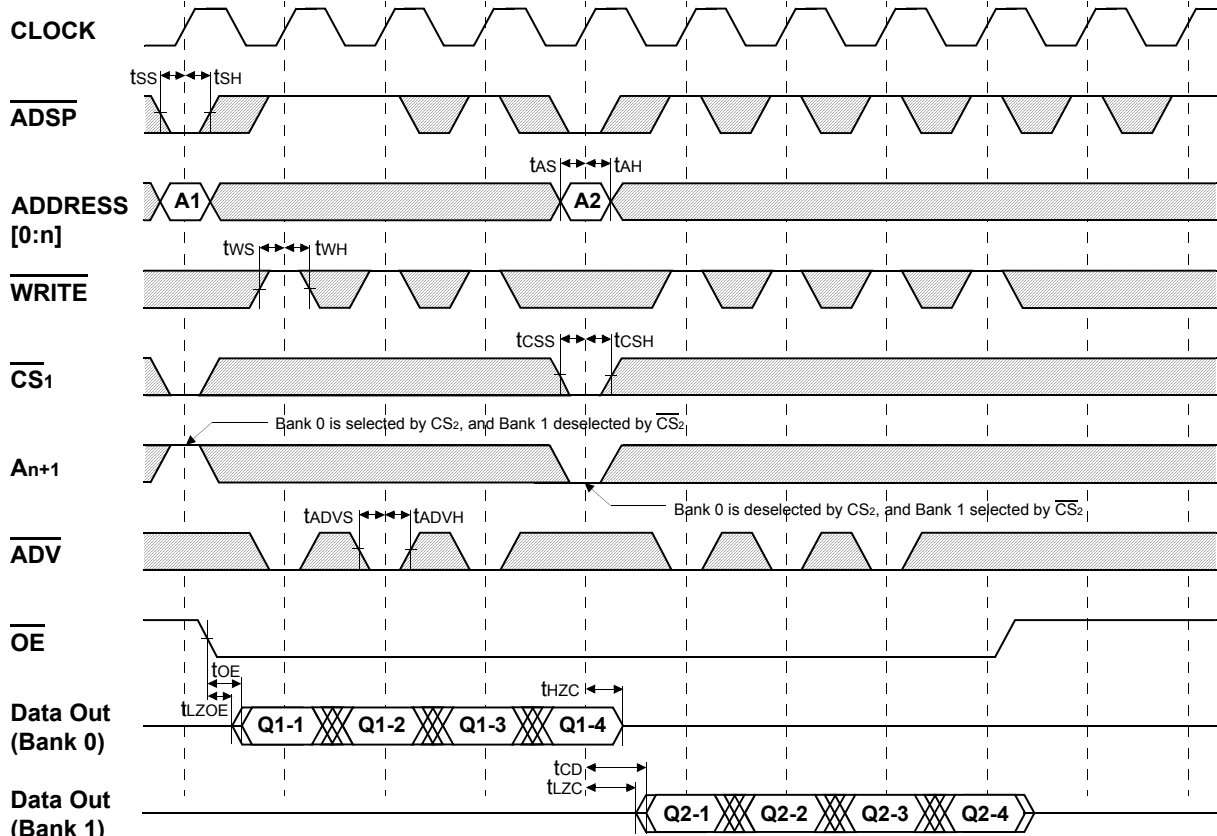 CLOCK
tSS tSH
ADSP
tAS tAH
ADDRESS
[0:n]
A1 A2
tWS tWH
WRITE
tCSS tCSH
CS1
Bank 0 is selected by CS2, and Bank 1 deselected by CS2
An+1
Bank 0 is deselected by CS2, and Bank 1 selected by CS2
tADVS tADVH
ADV
OE
tOE
tLZOE
tHZC
Data Out
(Bank 0)
Q1-1 Q1-2 Q1-3 Q1-4
tCD
tLZC
Data Out
(Bank 1)
Q2-1 Q2-2 Q2-3 Q2-4